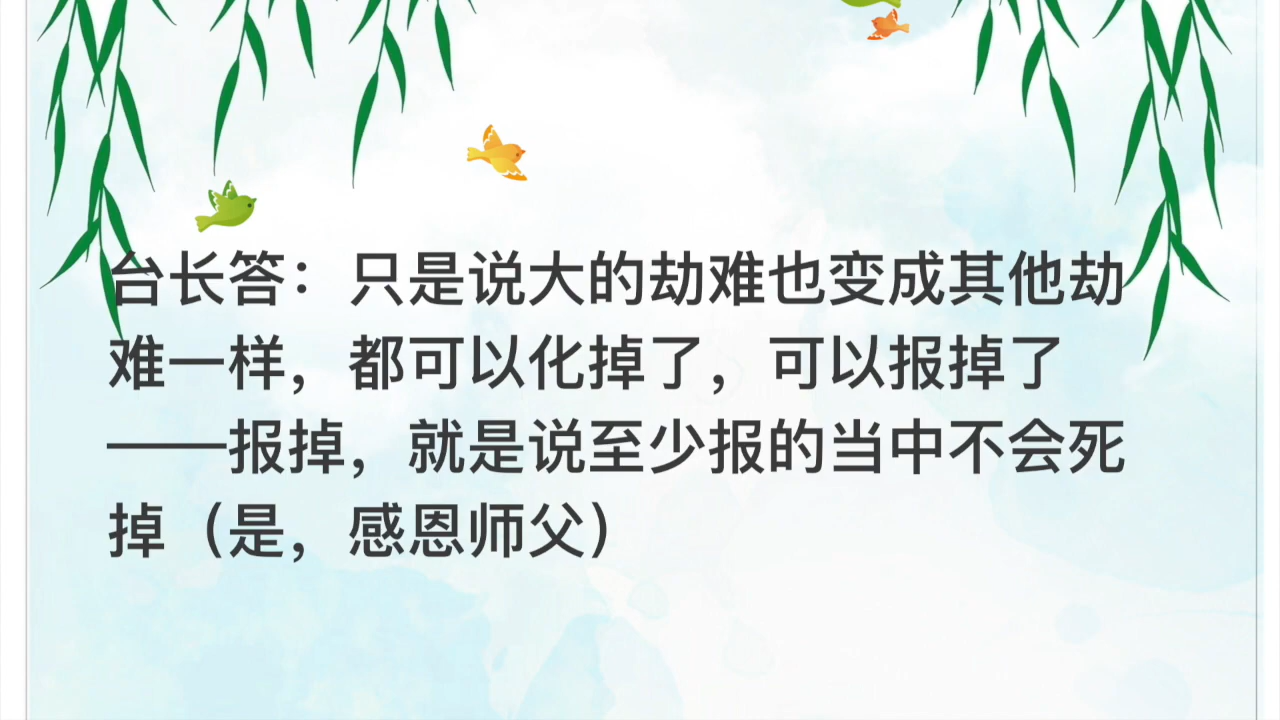 台长答：只是说大的劫难也变成其他劫
难一样，都可以化掉了，可以报掉了
——报掉，就是说至少报的当中不会死
掉（是，感恩师父）